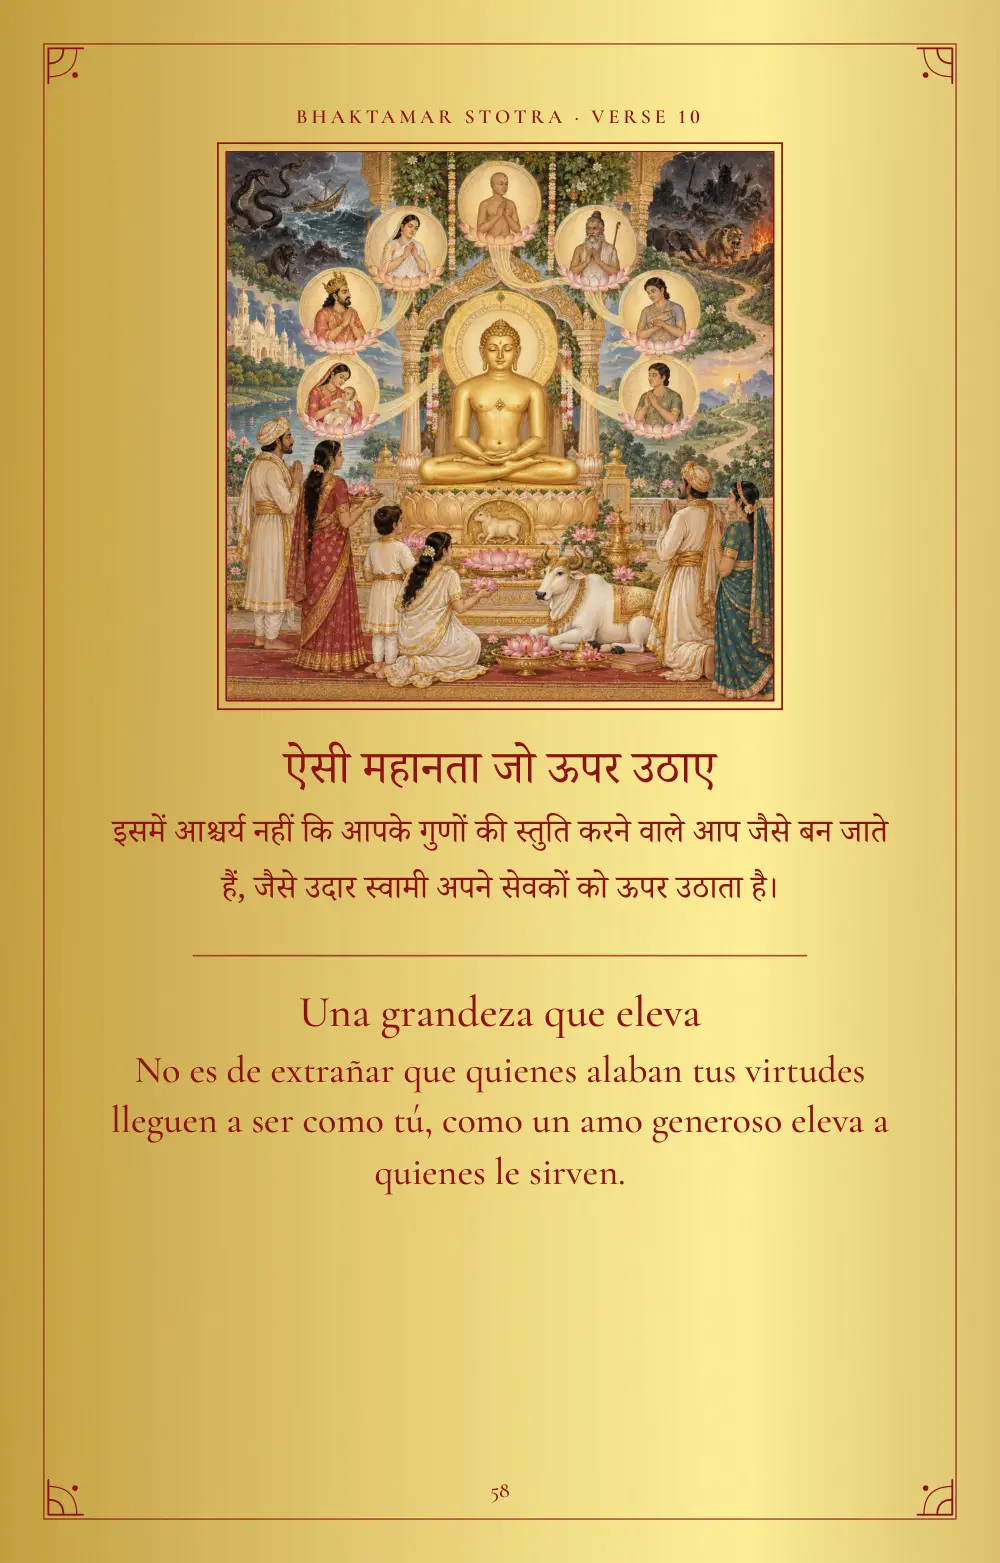 BHAKTAMAR STOTRA · VERSE 10
ऐसी महानता जो ऊपर उठाए
इसमें आश्चर्य नहीं कि आपके गुणों की स्तुति करने वाले आप जैसे बन जाते
हैं, जैसे उदार स्वामी अपने सेवकों को ऊपर उठाता है।
Una grandeza que eleva
No es de extrañar que quienes alaban tus virtudes
lleguen a ser como tú, como un amo generoso eleva a
quienes le sirven.
58